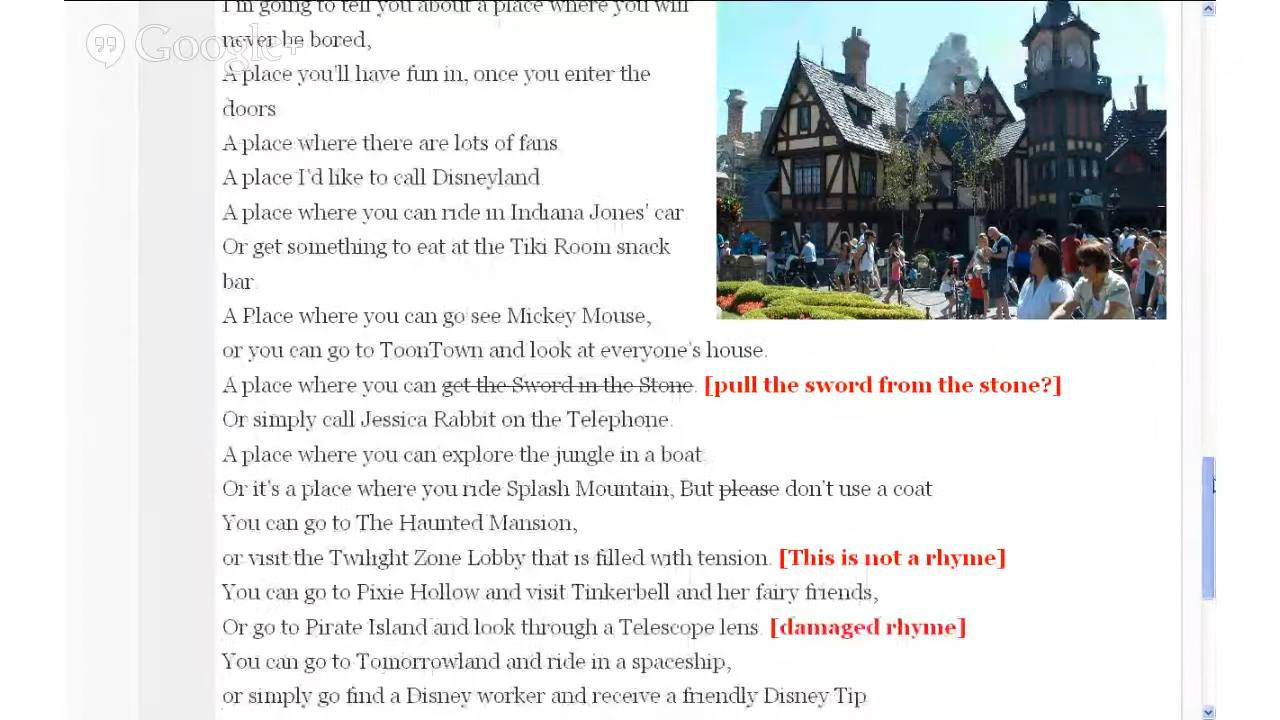 Google+
I'm going to tell you about a place where you will
never be bored,
A place you'll have fun in, once you enter the
doors
A place where there are lots of fans
A place I'd like to call Disneyland
A place where you can ride in Indiana Jones' car
Or get something to eat at the Tiki Room snack
bar.
A Place where you can go see Mickey Mouse,
or you can go to ToonTown and look at everyone's house.
A place where you can get the Sword in the Stone. [pull the sword from the stone?]
Or simply call Jessica Rabbit on the Telephone.
A place where you can explore the jungle in a boat
Or it's a place where you ride Splash Mountain, But please don't use a coat
You can go to The Haunted Mansion,
or visit the Twilight Zone Lobby that is filled with tension. [This is not a rhyme]
You can go to Pixie Hollow and visit Tinkerbell and her fairy friends,
Or go to Pirate Island and look through a Telescope lens. [damaged rhyme]
You can go to Tomorrowland and ride in a spaceship,
or simply go find a Disney worker and receive a friendly Disney Tip